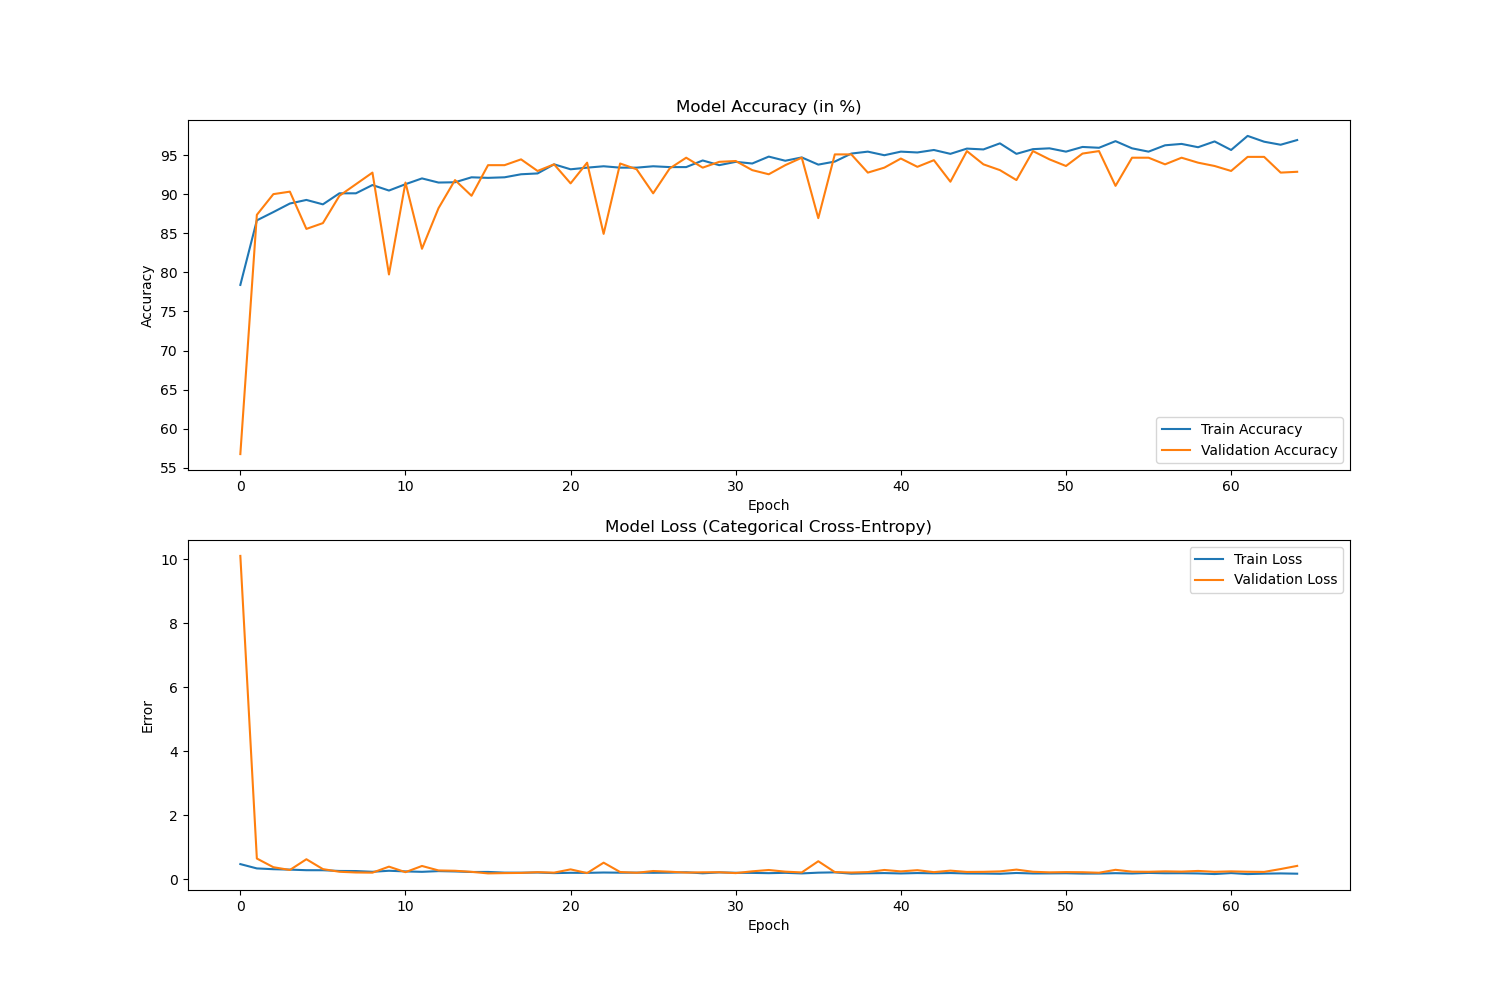 Model Accuracy (in %)
95
90
85
80
75
70
65
60
55
Accuracy
Train Accuracy
Validation Accuracy
0 10 20 30 40 50 60
Epoch
Model Loss (Categorical Cross-Entropy)
10
8
6
4
2
0
Error
Train Loss
Validation Loss
0 10 20 30 40 50 60
Epoch